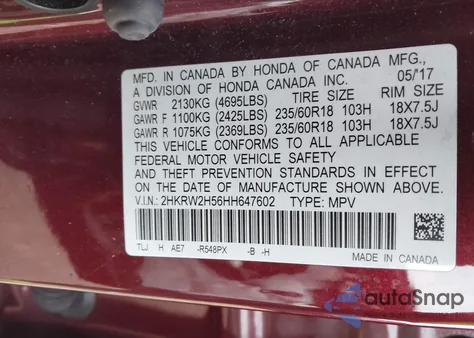 MFD. IN CANADA BY HONDA OF CANADA MFG.,
A DIVISION OF HONDA CANADA INC. 05/'17
GVWR 2130KG (4695LBS) TIRE SIZE RIM SIZE
GAWR F 1100KG (2425LBS) 235/60R18 103H 18X7.5J
GAWR R 1075KG (2369LBS) 235/60R18 103H 18X7.5J
THIS VEHICLE CONFORMS TO ALL APPLICABLE
FEDERAL MOTOR VEHICLE SAFETY
AND THEFT PREVENTION STANDARDS IN EFFECT
ON THE DATE OF MANUFACTURE SHOWN ABOVE.
V.I.N.: 2HKRW2H56HH647602 TYPE: MPV
TLJ H AE7 -R548PX -B -H
MADE IN CANADA
autoSnap